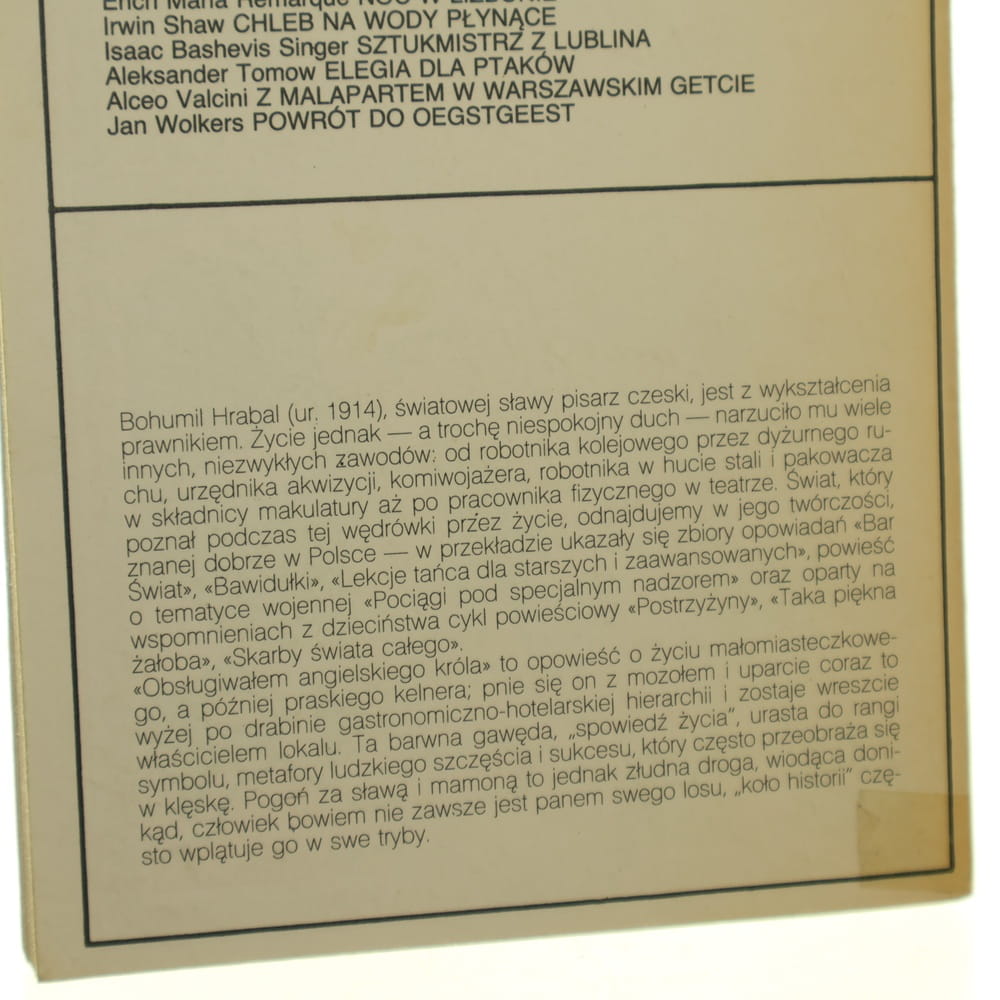 Erich Maria Remarque NOC W LIZBONIE
Irwin Shaw CHLEB NA WODY PŁYNĄCE
Isaac Bashevis Singer SZTUKMISTRZ Z LUBLINA
Aleksander Tomow ELEGIA DLA PTAKÓW
Alceo Valcini Z MALAPARTEM W WARSZAWSKIM GETCIE
Jan Wolkers POWRÓT DO OEGSTGEEST
Bohumil Hrabal (ur. 1914), światowej sławy pisarz czeski, jest z wykształcenia
prawnikiem. Życie jednak — a trochę niespokojny duch — narzuciło mu wiele
innych, niezwykłych zawodów: od robotnika kolejowego przez dyżurnego ru-
chu, urzędnika akwizycji, komiwojażera, robotnika w hucie stali i pakowacza
w składnicy makulatury aż po pracownika fizycznego w teatrze. Świat, który
poznał podczas tej wędrówki przez życie, odnajdujemy w jego twórczości,
znanej dobrze w Polsce — w przekładzie ukazały się zbiory opowiadań «Bar
Świat», «Bawidułki», «Lekcje tańca dla starszych i zaawansowanych», powieść
o tematyce wojennej «Pociągi pod specjalnym nadzorem» oraz oparty na
wspomnieniach z dzieciństwa cykl powieściowy «Postrzyżyny», «Taka piękna
żałoba», «Skarby świata całego».
«Obsługiwałem angielskiego króla» to opowieść o życiu małomiasteczkowe-
go, a później praskiego kelnera; pnie się on z mozołem i uparcie coraz to
wyżej po drabinie gastronomiczno-hotelarskiej hierarchii i zostaje wreszcie
właścicielem lokalu. Ta barwna gawęda, „spowiedź życia”, urasta do rangi
symbolu, metafory ludzkiego szczęścia i sukcesu, który często przeobraża się
w klęskę. Pogoń za sławą i mamoną to jednak złudna droga, wiodąca doni-
kąd, człowiek bowiem nie zawsze jest panem swego losu, „koło historii” czę-
sto wplątuje go w swe tryby.